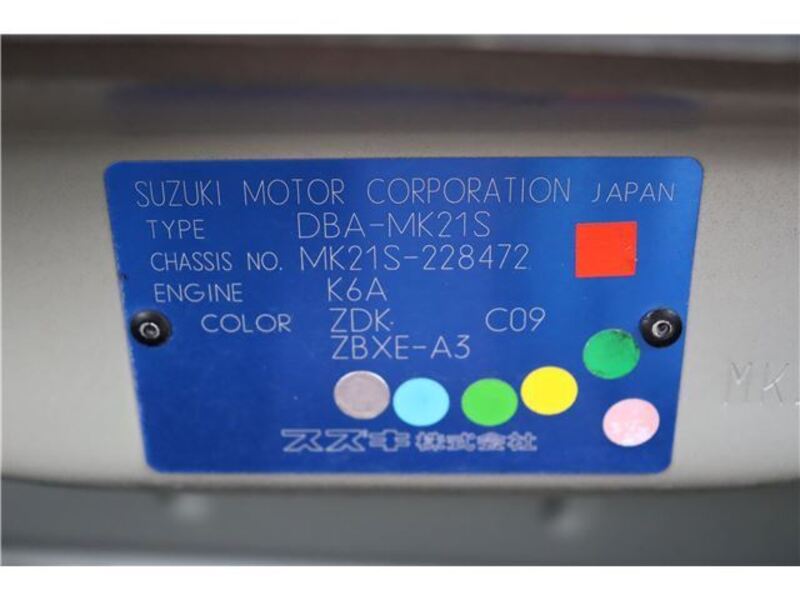 SUZUKI MOTOR CORPORATION JAPAN
TYPE DBA-MK21S
CHASSIS NO. MK21S-228472
ENGINE K6A
COLOR ZDK C09
ZBXE-A3
スズキ株式会社
MK